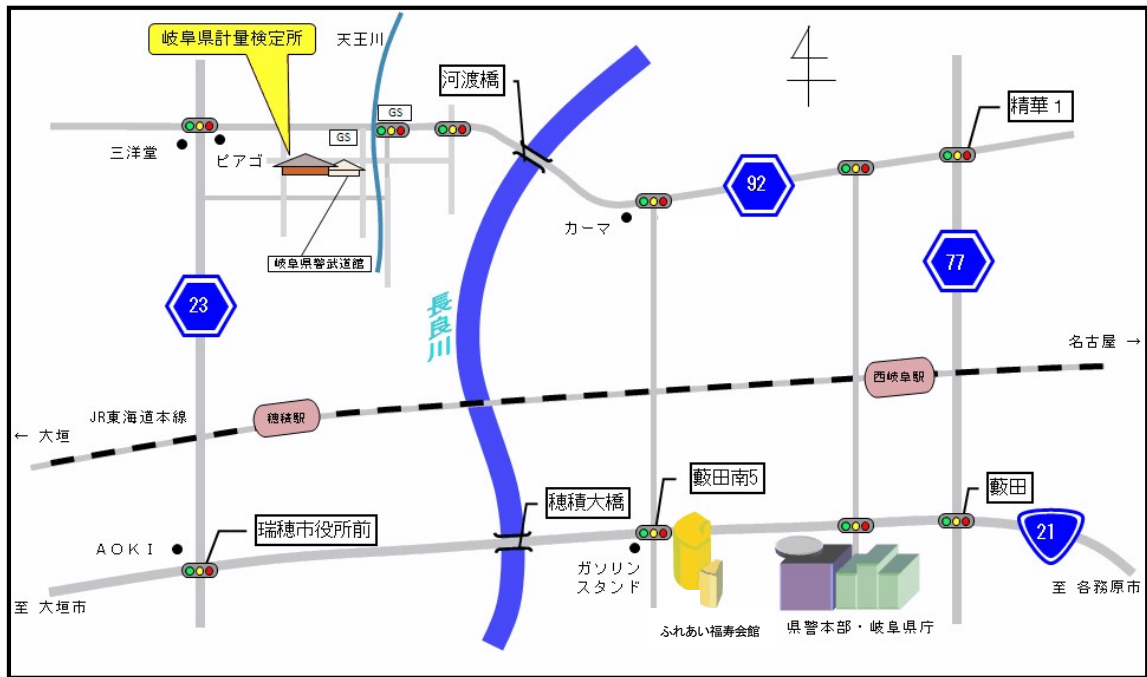 岐阜県計量検定所
天王川
河渡橋
精華1
GS
GS
三洋堂
ピアゴ
92
カーマ
岐阜県警武道館
77
23
長良川
名古屋 →
西岐阜駅
JR東海道本線
穂積駅
← 大垣
藪田南5
藪田
穂積大橋
瑞穂市役所前
21
AOKI
ガソリン
スタンド
至 大垣市
至 各務原市
ふれあい福寿会館
県警本部・岐阜県庁